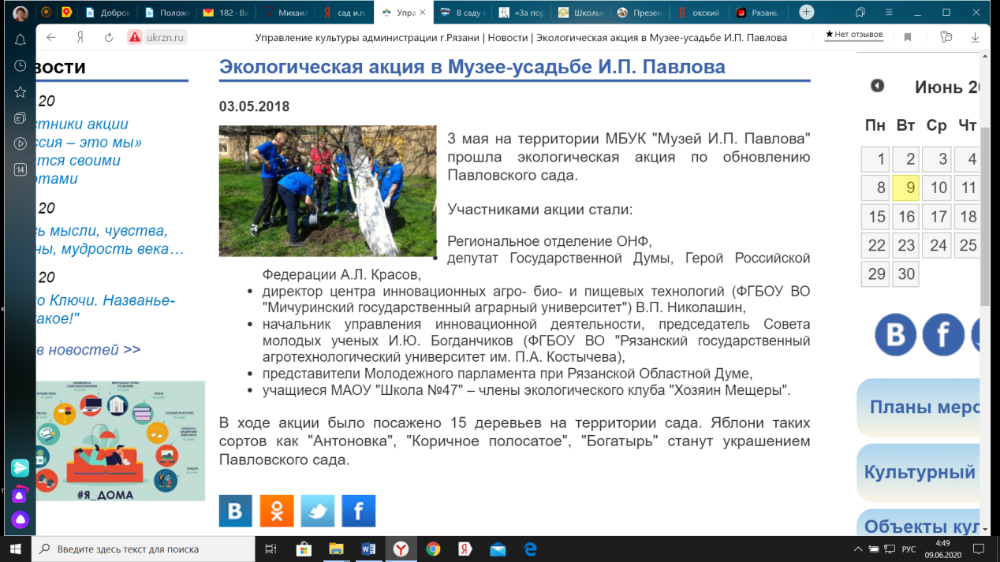 Доброк
Полож
182 · Вх
Михаил
сад и.п.
Упра
В саду
«За пор
Школьн
Презен
окский
Рязань
ukrzn.ru
Управление культуры администрации г.Рязани | Новости | Экологическая акция в Музее-усадьбе И.П. Павлова
★ Нет отзывов
14
вости
20
стники акции
ссия – это мы»
ятся своими
отами
20
сь мысли, чувства,
ны, мудрость века…
20
о Ключи. Названье-
такое!"
в новостей >>
#Я_ДОМА
Экологическая акция в Музее-усадьбе И.П. Павлова
03.05.2018
3 мая на территории МБУК "Музей И.П. Павлова"
прошла экологическая акция по обновлению
Павловского сада.
Участниками акции стали:
Региональное отделение ОНФ,
депутат Государственной Думы, Герой Российской
Федерации А.Л. Красов,
директор центра инновационных агро- био- и пищевых технологий (ФГБОУ ВО
"Мичуринский государственный аграрный университет") В.П. Николашин,
начальник управления инновационной деятельности, председатель Совета
молодых ученых И.Ю. Богданчиков (ФГБОУ ВО "Рязанский государственный
агротехнологический университет им. П.А. Костычева),
представители Молодежного парламента при Рязанской Областной Думе,
учащиеся МАОУ "Школа №47" – члены экологического клуба "Хозяин Мещеры".
В ходе акции было посажено 15 деревьев на территории сада. Яблони таких
сортов как "Антоновка", "Коричное полосатое", "Богатырь" станут украшением
Павловского сада.
Июнь 20
Пн Вт Ср Чт
1 2 3 4
8 9 10 11
15 16 17 18
22 23 24 25
29 30
Планы меро
Культурный
Объекты кул
Введите здесь текст для поиска
РУС
4:49
09.06.2020